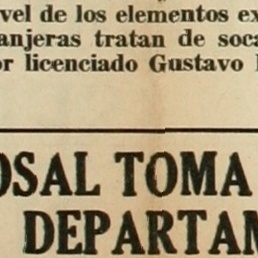 vel de los elementos ex
anjeras tratan de soca
or licenciado Gustavo
OSAL TOMA
DEPARTAM